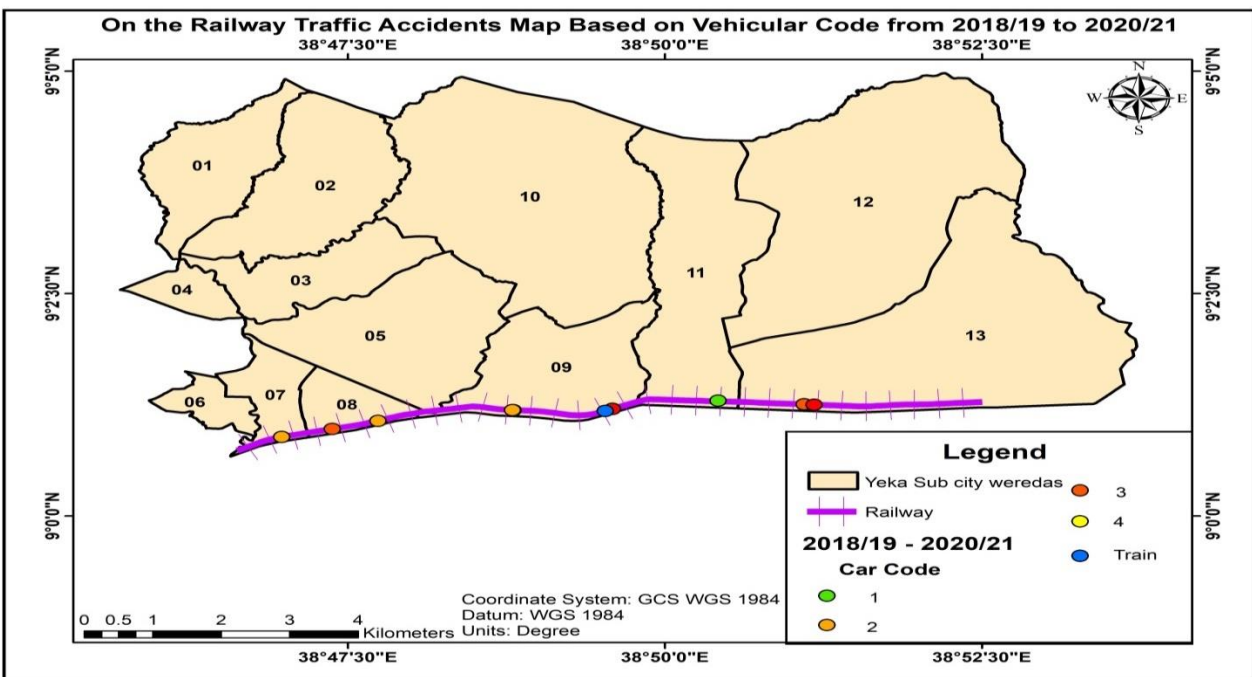 On the Railway Traffic Accidents Map Based on Vehicular Code from 2018/19 to 2020/21
38°47'30"E 38°50'0"E 38°52'30"E
9°5'0"N 9°5'0"N
N
W E
S
01
02
10
12
11
03
04
9°2'30"N 9°2'30"N
05
13
09
07
06
08
Legend
Yeka Sub city weredas
Railway
2018/19 - 2020/21
Car Code
1
2
3
4
Train
9°0'0"N 9°0'0"N
Coordinate System: GCS WGS 1984
Datum: WGS 1984
Units: Degree
0 0.5 1 2 3 4
Kilometers
38°47'30"E 38°50'0"E 38°52'30"E